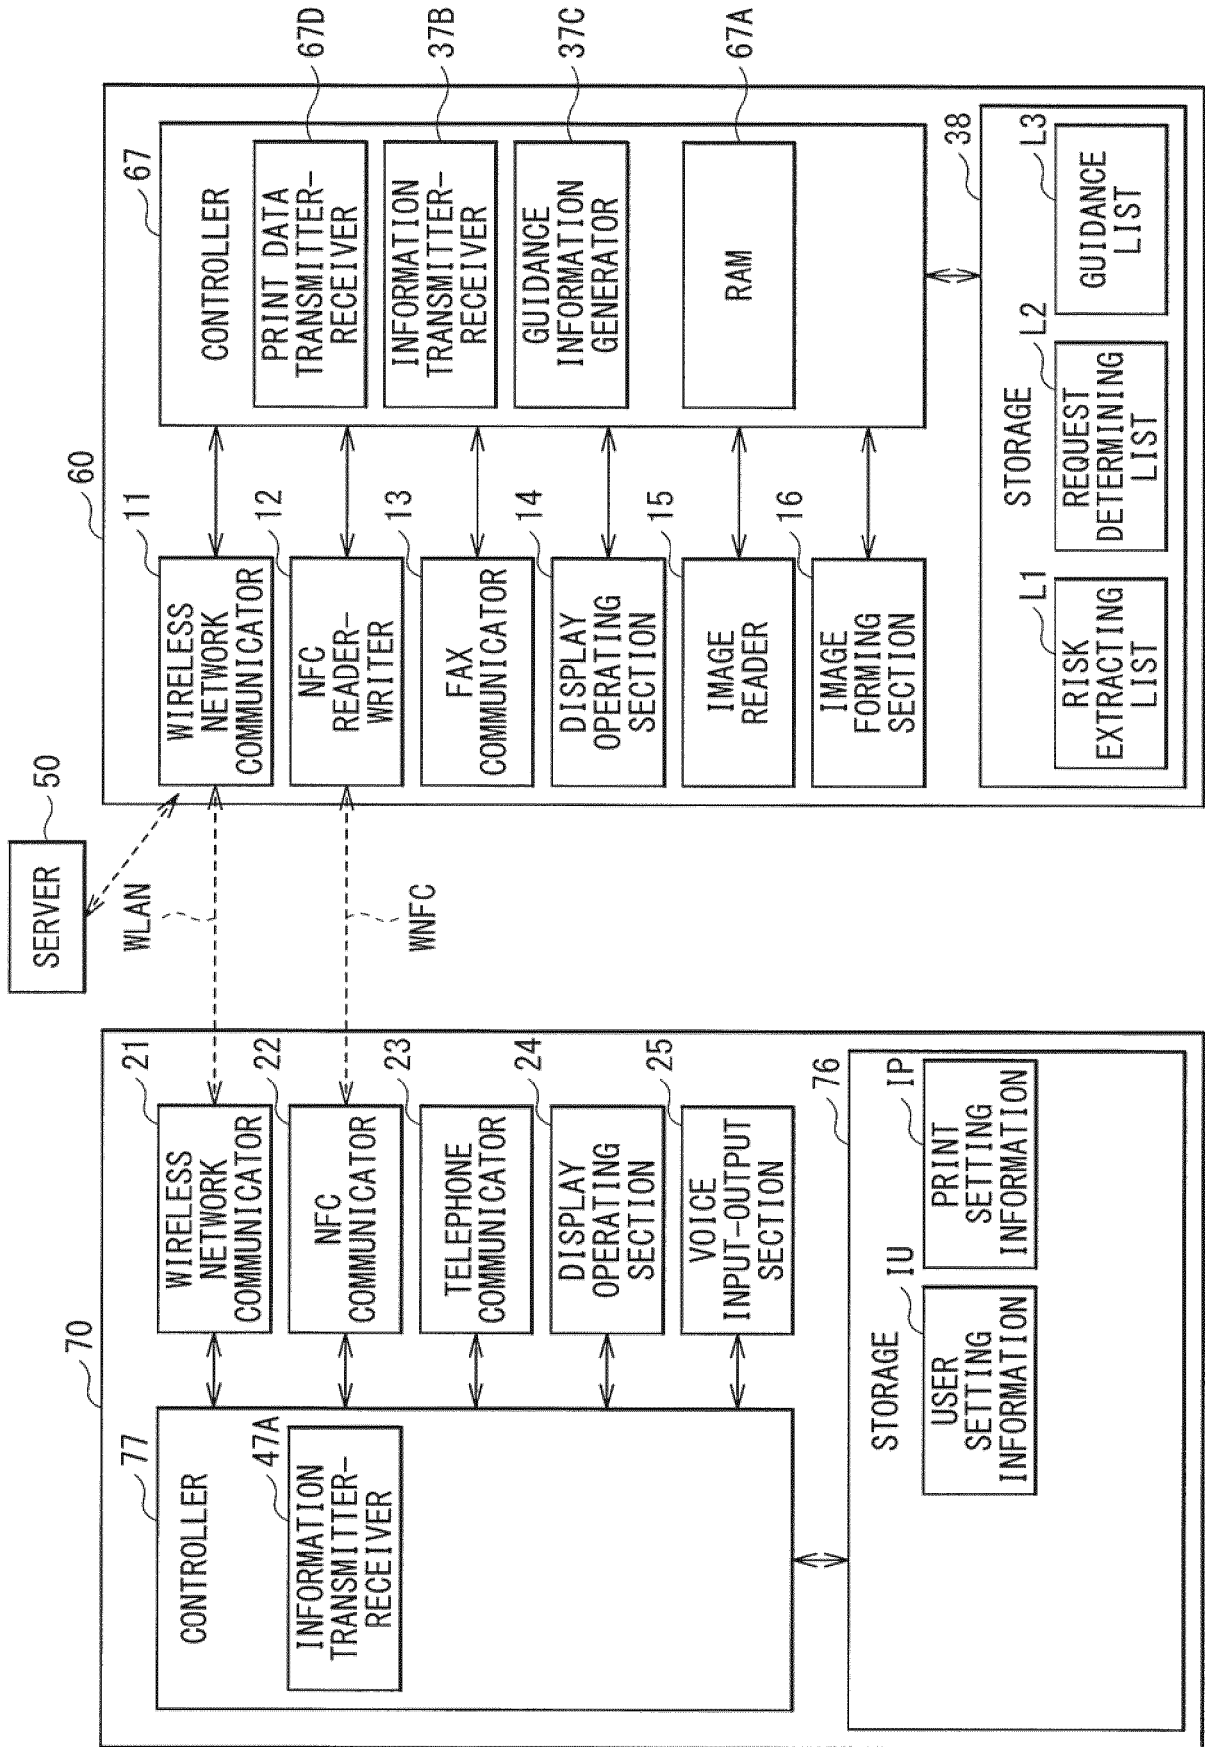 SERVER
50
WLAN
WNFC
70
77
CONTROLLER
47A
INFORMATION
TRANSMITTER-
RECEIVER
21
WIRELESS
NETWORK
COMMUNICATOR
22
NFC
COMMUNICATOR
23
TELEPHONE
COMMUNICATOR
24
DISPLAY
OPERATING
SECTION
25
VOICE
INPUT-OUTPUT
SECTION
76
STORAGE
IU
USER
SETTING
INFORMATION
IP
PRINT
SETTING
INFORMATION
60
11
WIRELESS
NETWORK
COMMUNICATOR
12
NFC
READER-
WRITER
13
FAX
COMMUNICATOR
14
DISPLAY
OPERATING
SECTION
15
IMAGE
READER
16
IMAGE
FORMING
SECTION
67
CONTROLLER
67D
PRINT DATA
TRANSMITTER-
RECEIVER
37B
INFORMATION
TRANSMITTER-
RECEIVER
37C
GUIDANCE
INFORMATION
GENERATOR
67A
RAM
38
STORAGE
L1
RISK
EXTRACTING
LIST
L2
REQUEST
DETERMINING
LIST
L3
GUIDANCE
LIST